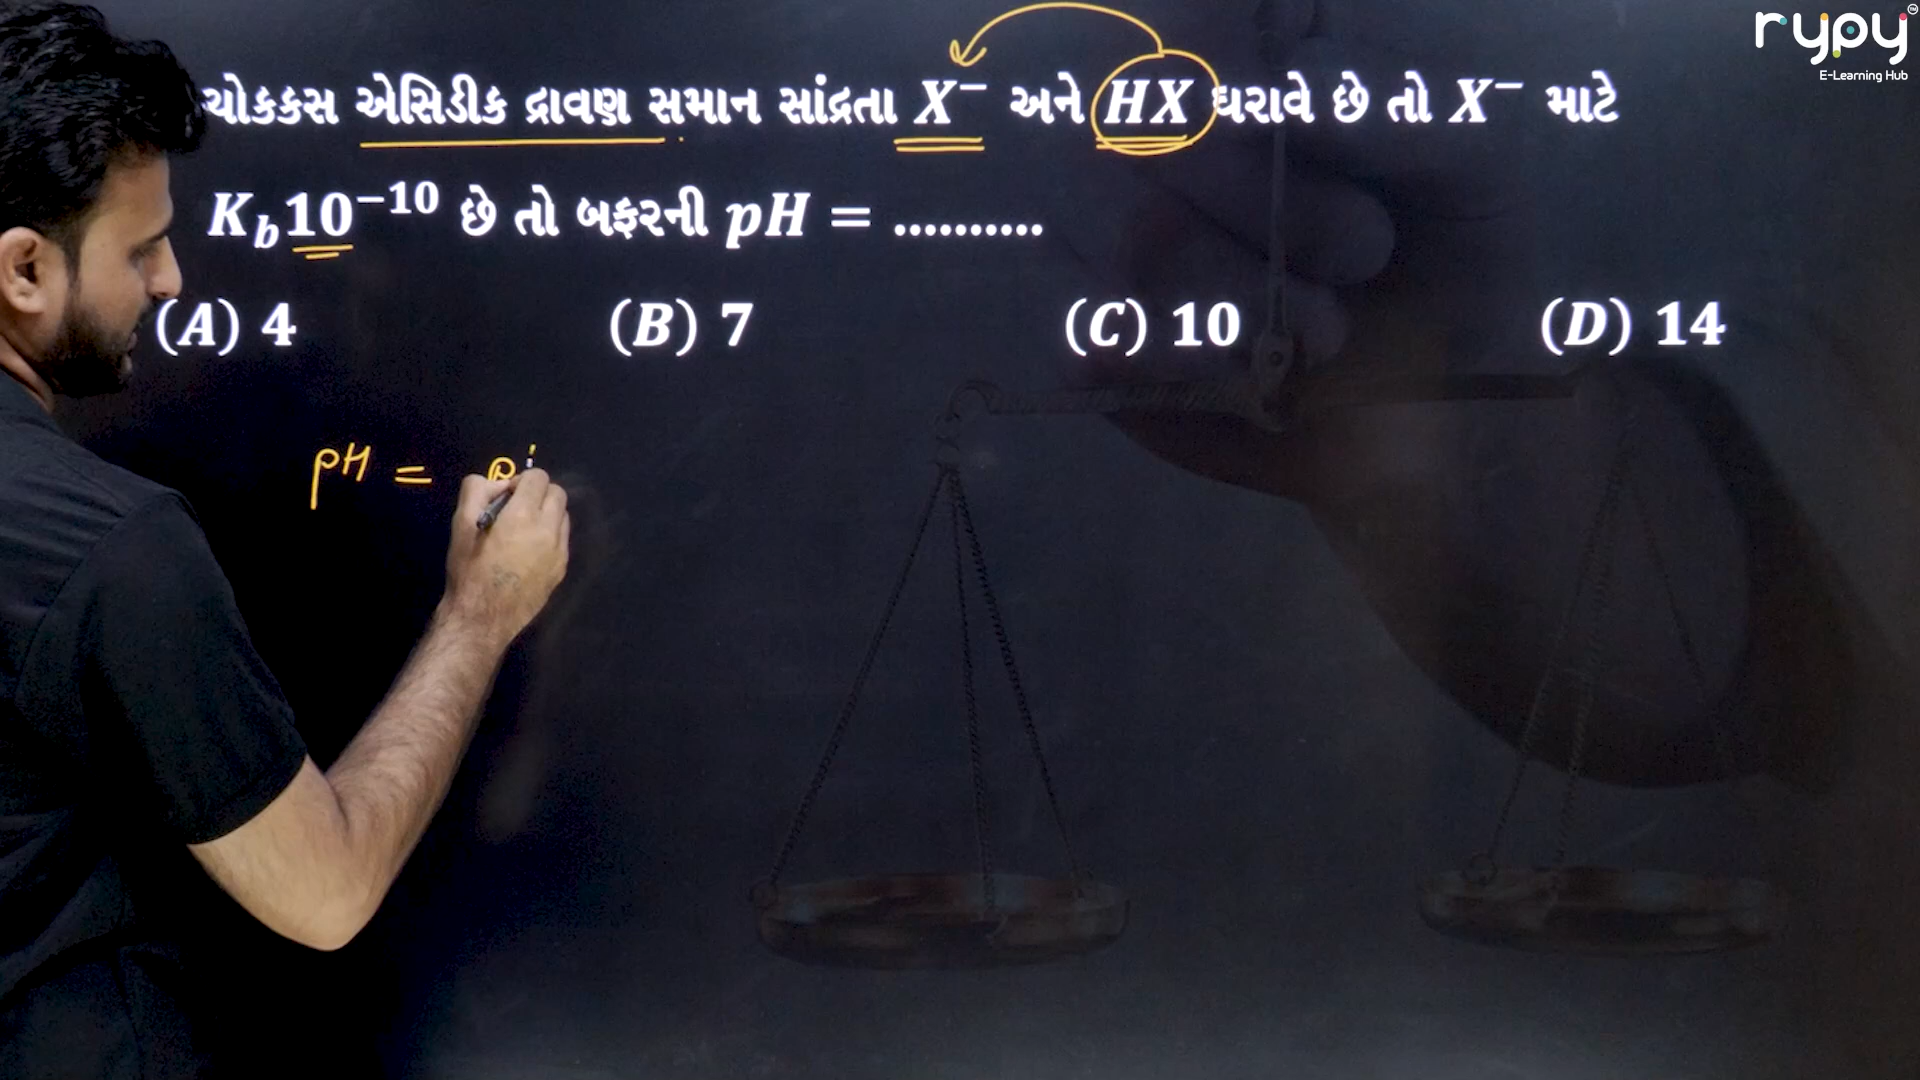 rypy
TM
E-Learning Hub
ચોકકસ એસિડીક દ્રાવણ સમાન સાંદ્રતા X⁻ અને HX ધરાવે છે તો X⁻ માટે
K_b 10⁻¹⁰ છે તો બફરની pH = ..........
(A) 4 (B) 7 (C) 10 (D) 14
pH = p